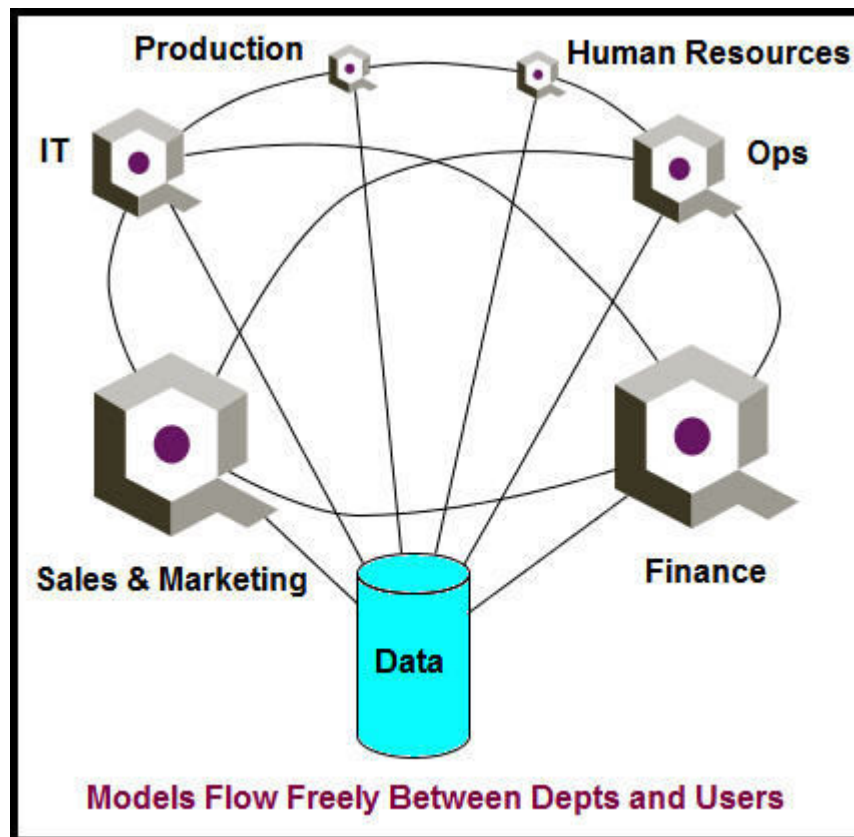 Production
Human Resources
IT
Ops
Sales & Marketing
Finance
Data
Models Flow Freely Between Depts and Users